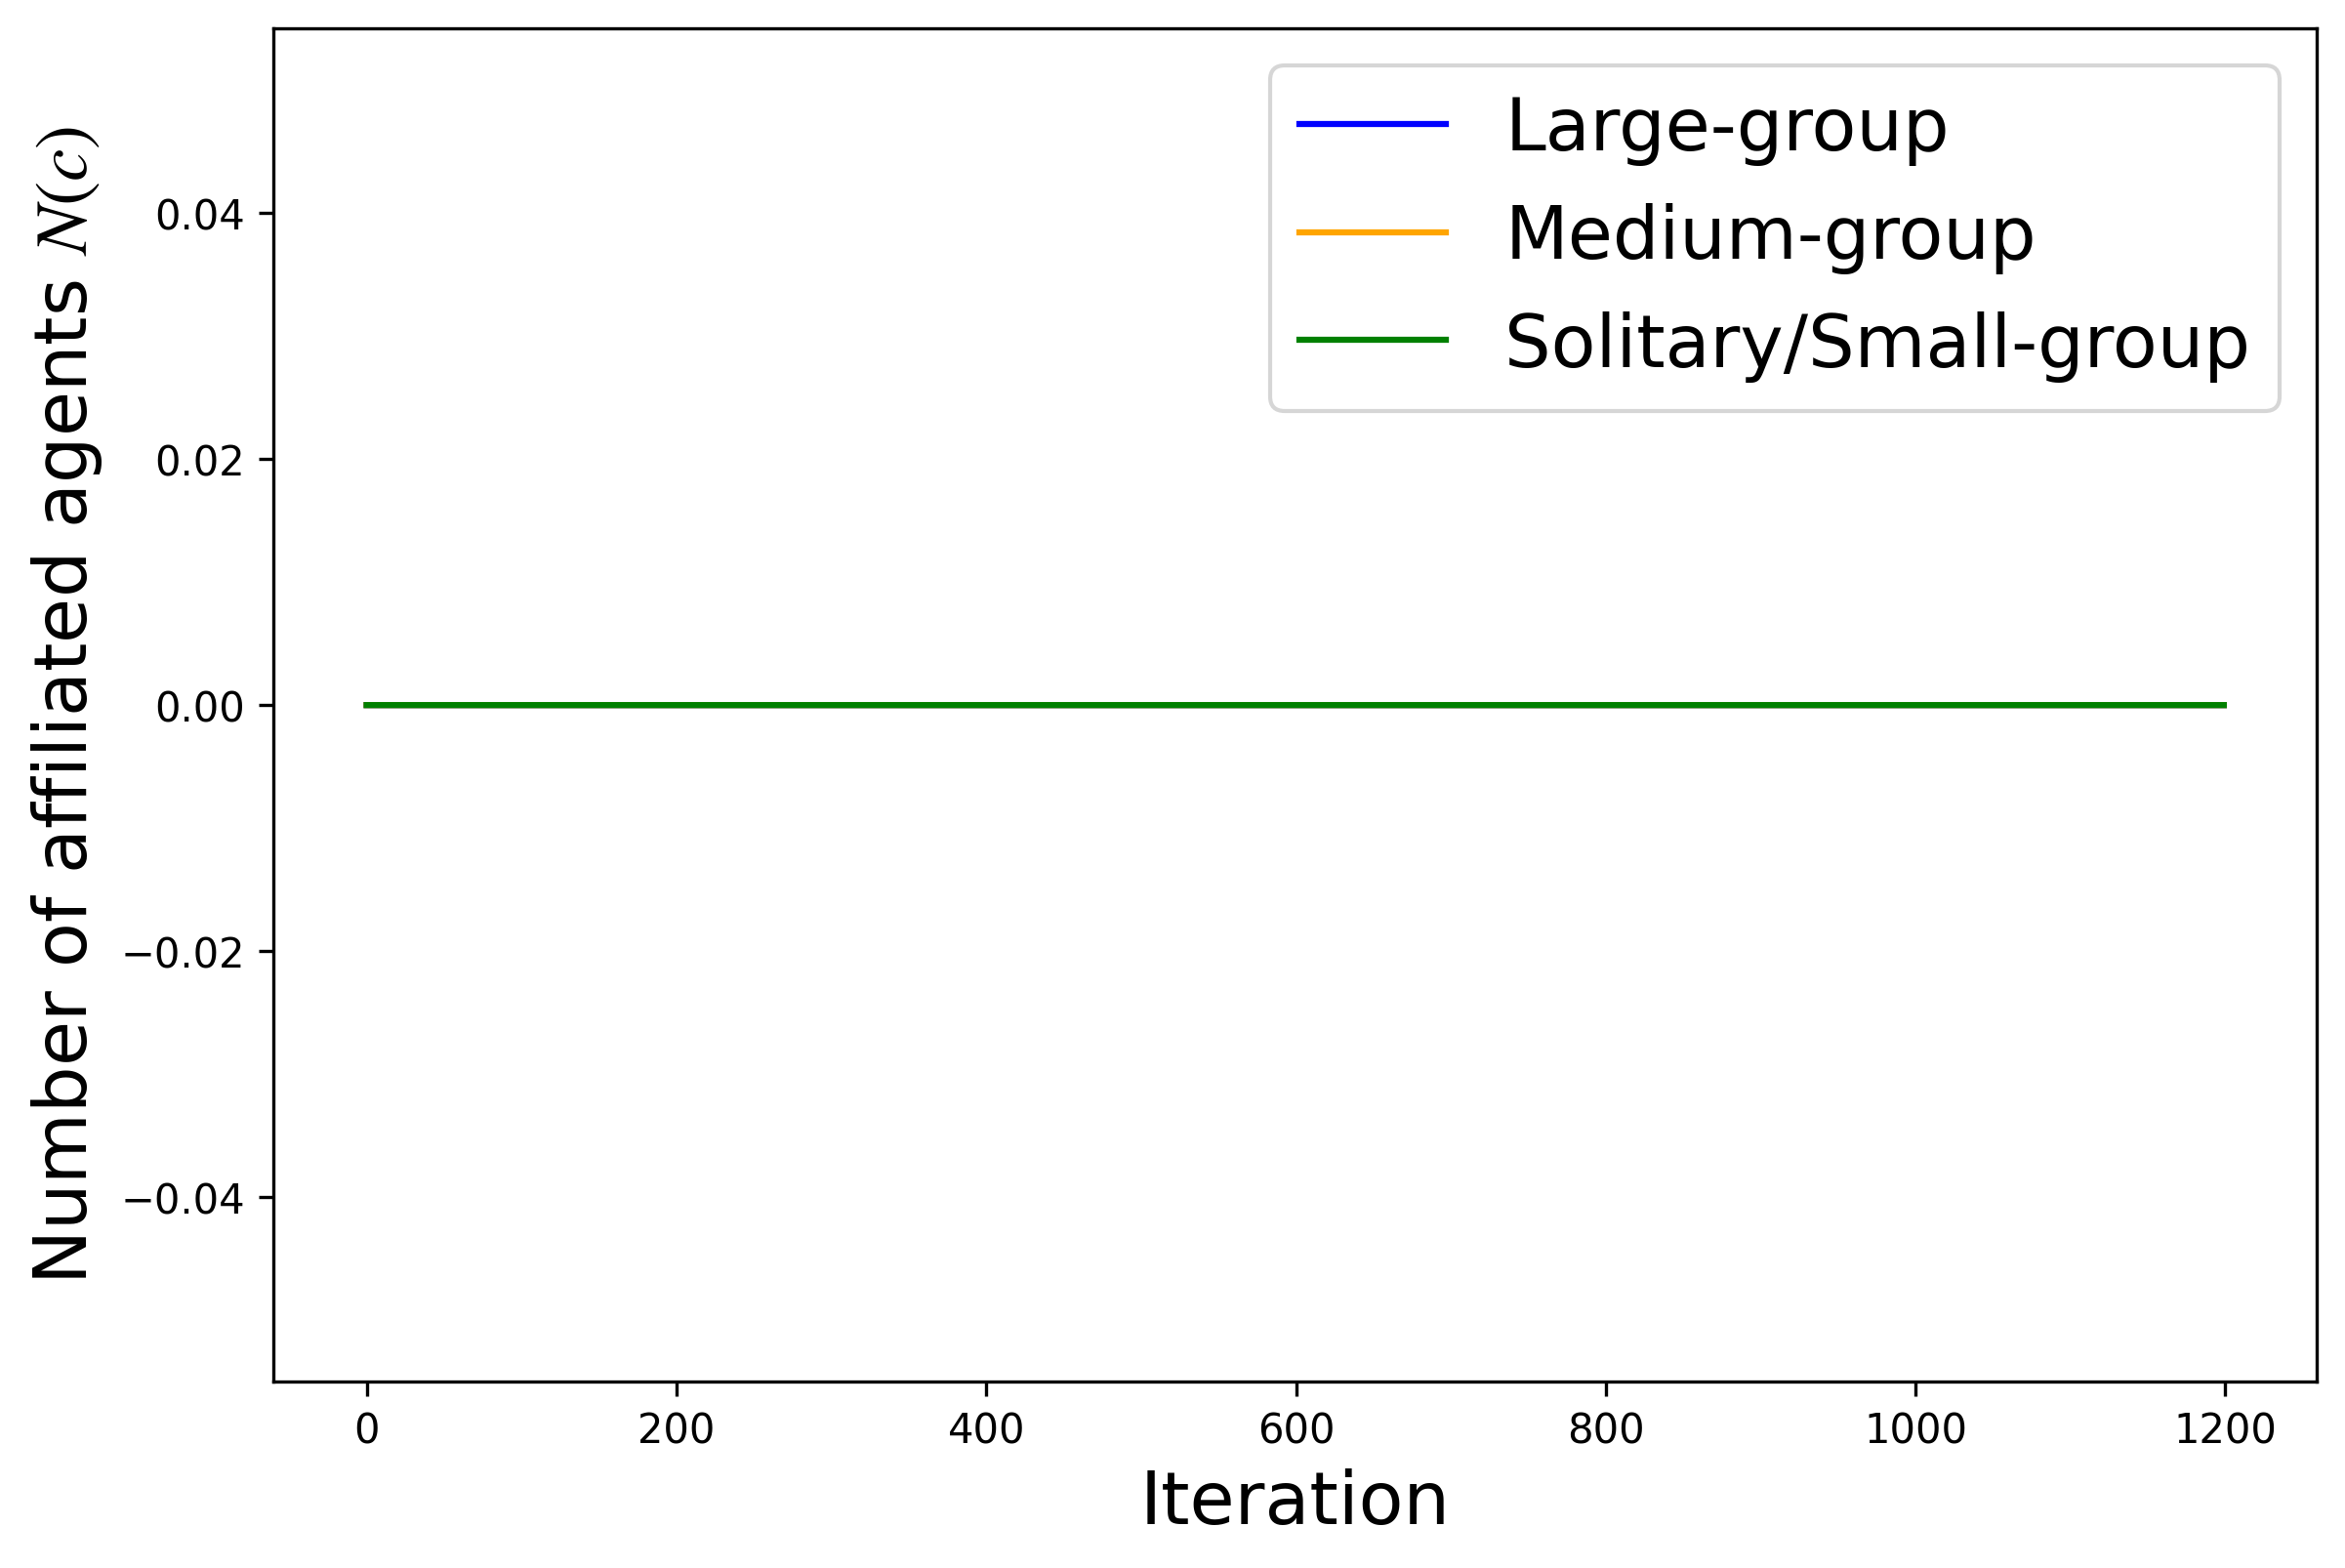 Number of affiliated agents N(c)
0.04
0.02
0.00
−0.02
−0.04
Large-group
Medium-group
Solitary/Small-group
0 200 400 600 800 1000 1200
Iteration